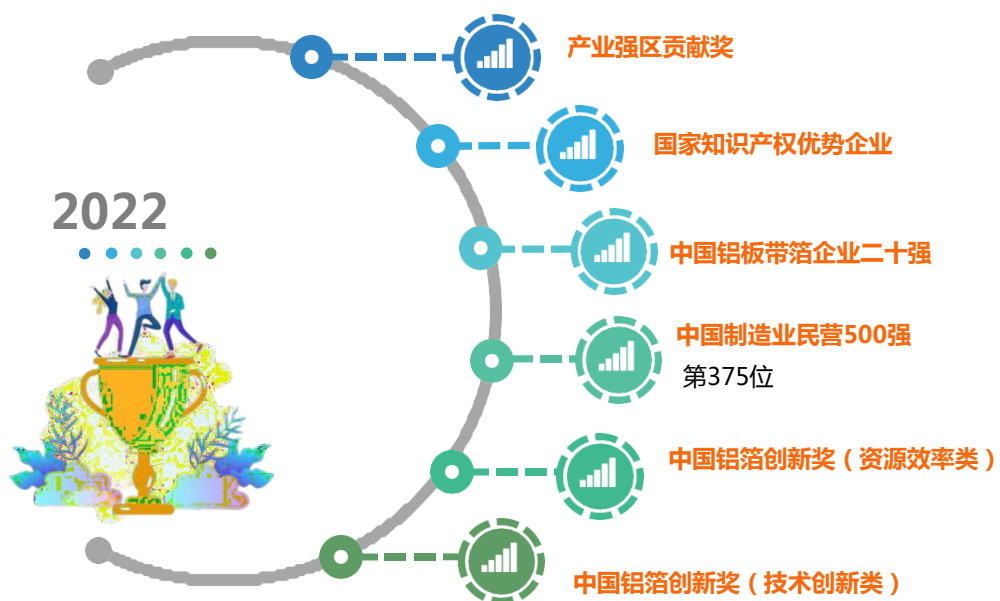 产业强区贡献奖
国家知识产权优势企业
2022
中国铝板带箔企业二十强
中国制造业民营500强
第375位
中国铝箔创新奖（资源效率类）
中国铝箔创新奖（技术创新类）